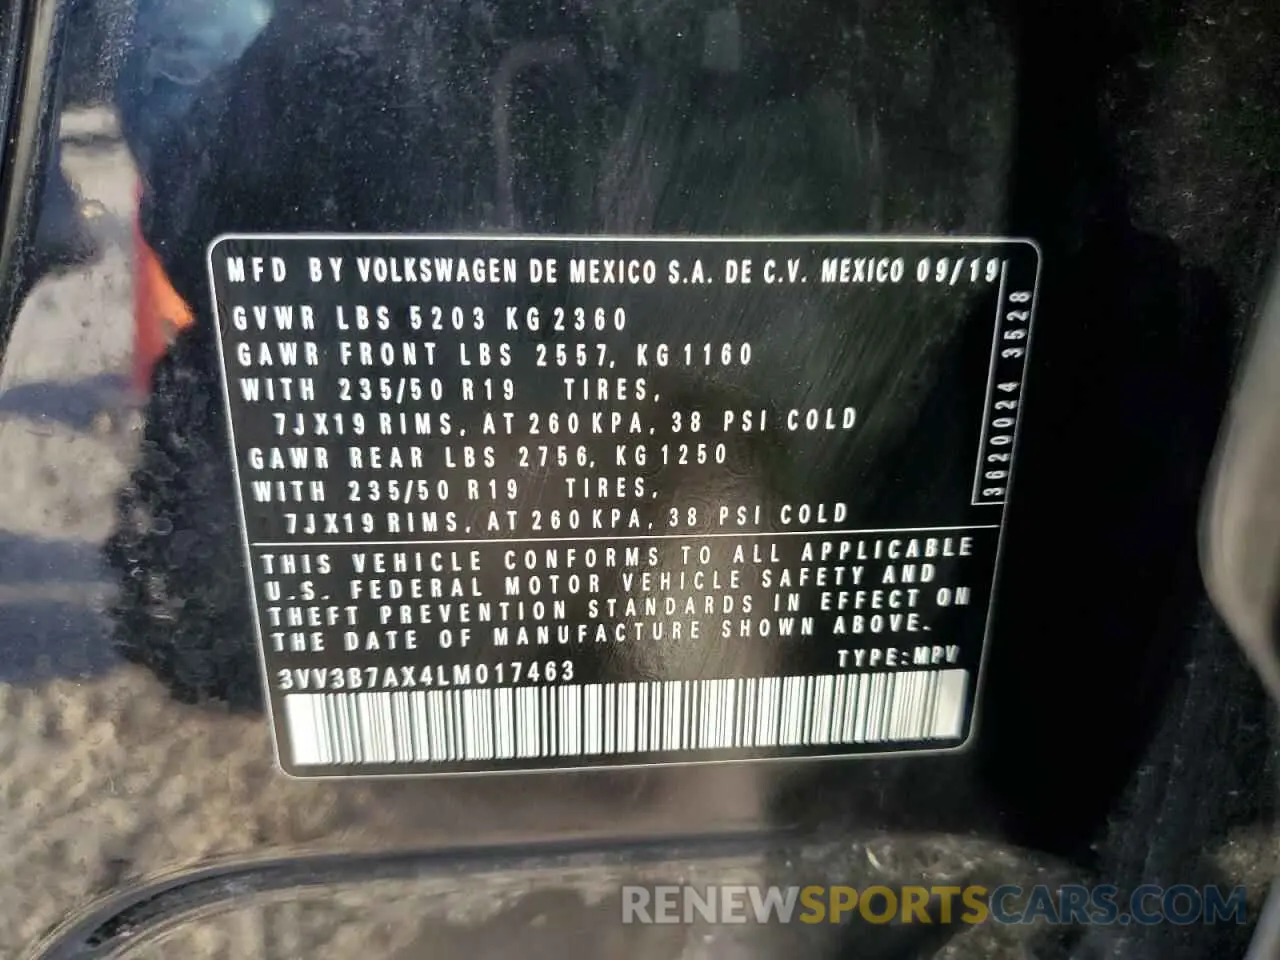 MFD BY VOLKSWAGEN DE MEXICO S.A. DE C.V. MEXICO 09/19
GVWR LBS 5203 KG 2360
GAWR FRONT LBS 2557, KG 1160
WITH 235/50 R19 TIRES,
7JX19 RIMS, AT 260 KPA, 38 PSI COLD
GAWR REAR LBS 2756, KG 1250
WITH 235/50 R19 TIRES,
7JX19 RIMS, AT 260 KPA, 38 PSI COLD
3620024 3528
THIS VEHICLE CONFORMS TO ALL APPLICABLE
U.S. FEDERAL MOTOR VEHICLE SAFETY AND
THEFT PREVENTION STANDARDS IN EFFECT ON
THE DATE OF MANUFACTURE SHOWN ABOVE.
3VV3B7AX4LM017463 TYPE:MPV
RENEWSPORTSCARS.COM